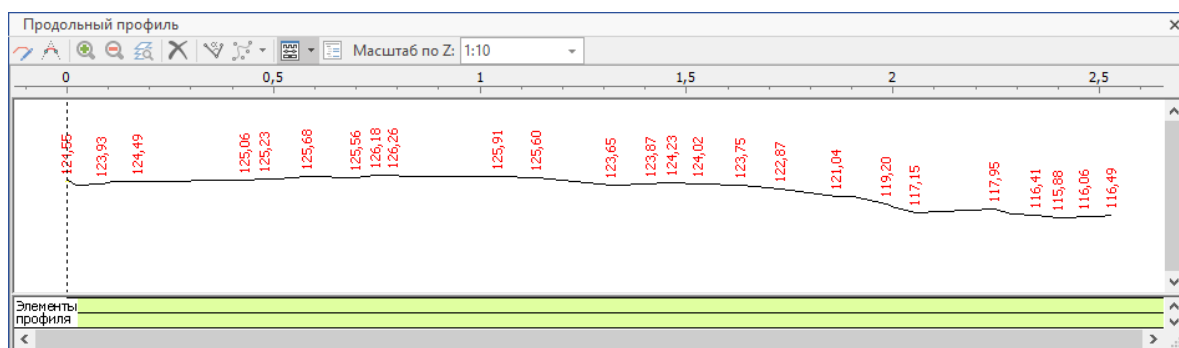 Продольный профиль
Масштаб по Z: 1:10
0 0,5 1 1,5 2 2,5
124,55 123,93 124,49 125,06 125,23 125,68 125,56 126,18 126,26 125,91 125,60 123,65 123,87 124,23 124,02 123,75 122,87 121,04 119,20 117,15 117,95 116,41 115,88 116,06 116,49
Элементы
профиля